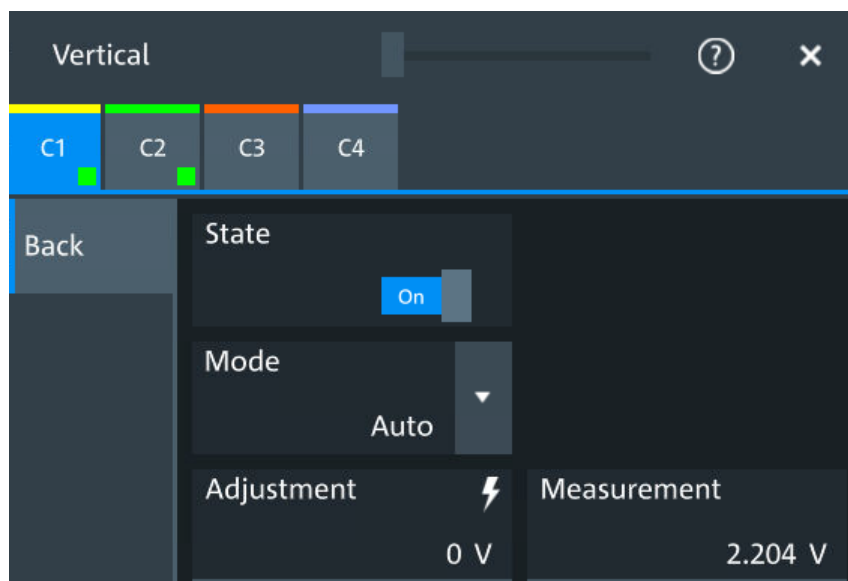 Vertical ?
C1 C2 C3 C4
Back
State
On
Mode
Auto
Adjustment Measurement
0 V 2.204 V